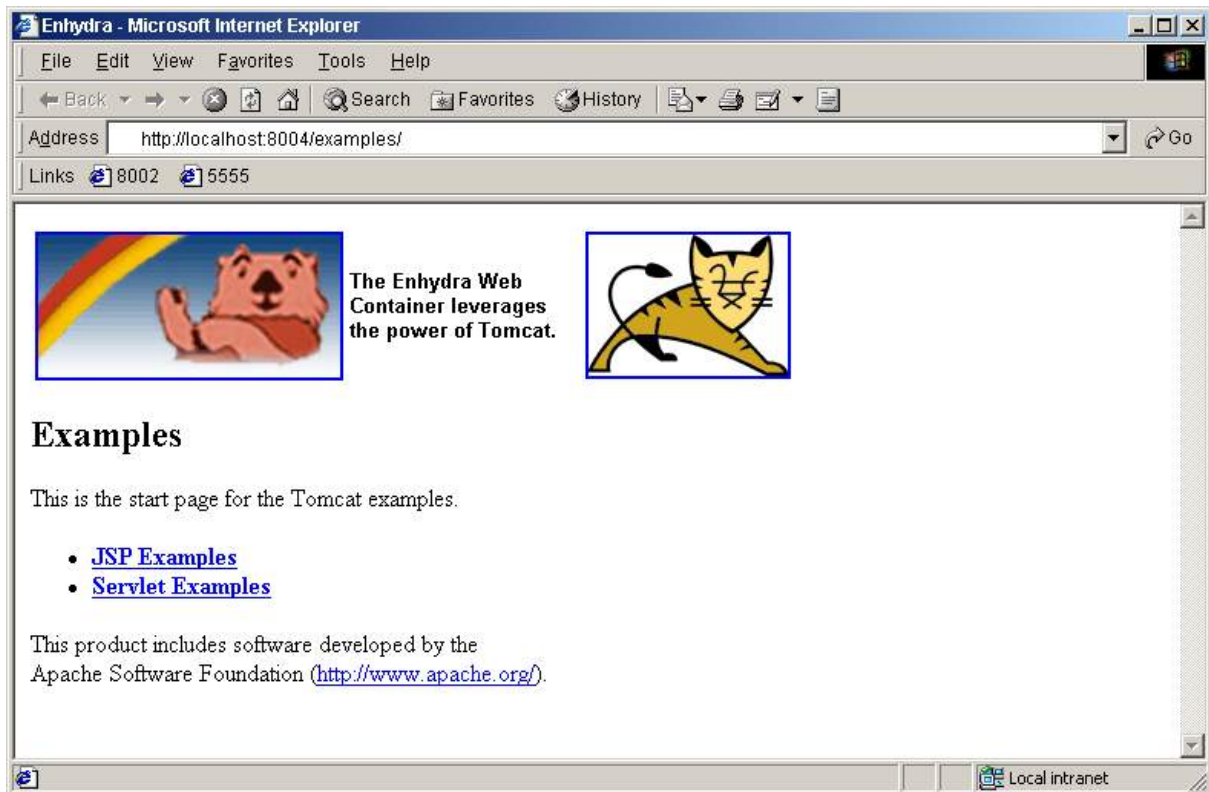 Enhydra - Microsoft Internet Explorer
File Edit View Favorites Tools Help
Back Search Favorites History
Address http://localhost:8004/examples/ Go
Links 8002 5555
The Enhydra Web
Container leverages
the power of Tomcat.
Examples
This is the start page for the Tomcat examples.
• JSP Examples
• Servlet Examples
This product includes software developed by the
Apache Software Foundation (http://www.apache.org/).
Local intranet